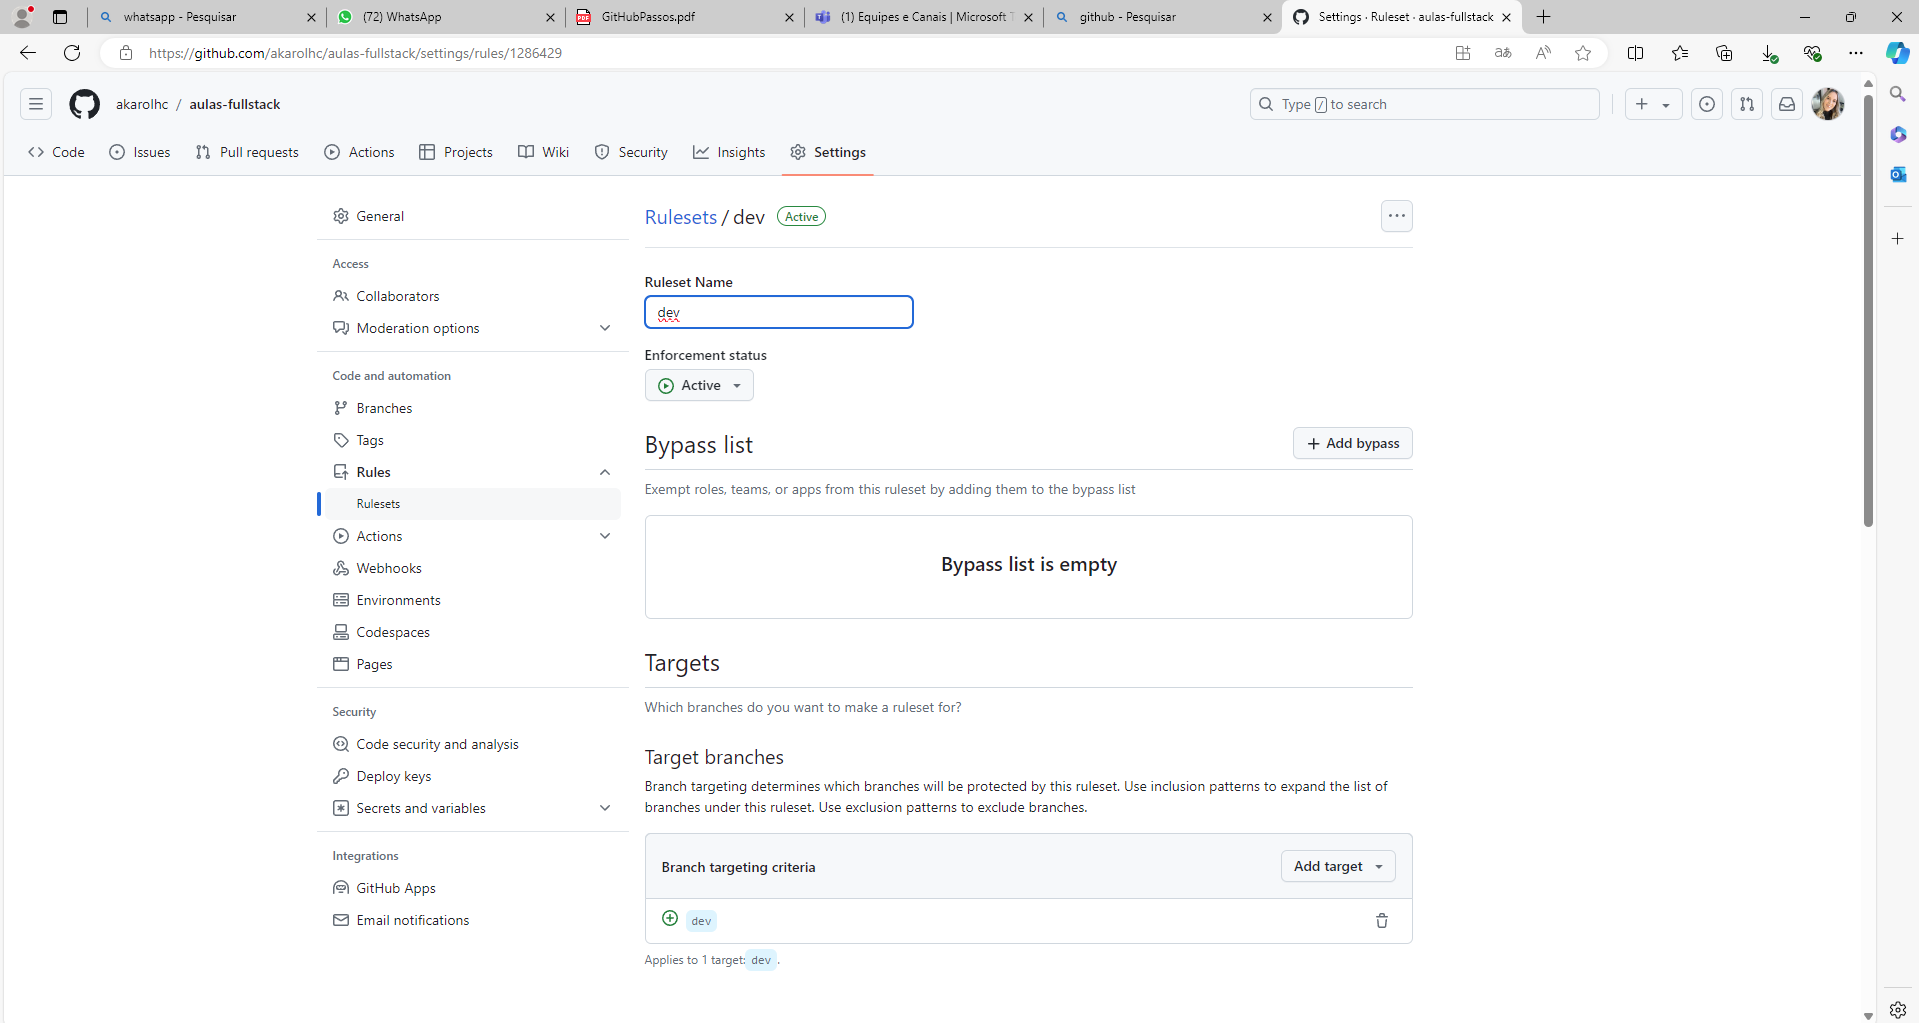 whatsapp - Pesquisar
(72) WhatsApp
GitHubPassos.pdf
(1) Equipes e Canais | Microsoft T
github - Pesquisar
Settings · Ruleset · aulas-fullstack
https://github.com/akarolhc/aulas-fullstack/settings/rules/1286429
akarolhc / aulas-fullstack
Type / to search
Code
Issues
Pull requests
Actions
Projects
Wiki
Security
Insights
Settings
General
Access
Collaborators
Moderation options
Code and automation
Branches
Tags
Rules
Rulesets
Actions
Webhooks
Environments
Codespaces
Pages
Security
Code security and analysis
Deploy keys
Secrets and variables
Integrations
GitHub Apps
Email notifications
Rulesets / dev Active
Ruleset Name
dev
Enforcement status
Active
Bypass list
Add bypass
Exempt roles, teams, or apps from this ruleset by adding them to the bypass list
Bypass list is empty
Targets
Which branches do you want to make a ruleset for?
Target branches
Branch targeting determines which branches will be protected by this ruleset. Use inclusion patterns to expand the list of
branches under this ruleset. Use exclusion patterns to exclude branches.
Branch targeting criteria
Add target
dev
Applies to 1 target: dev .